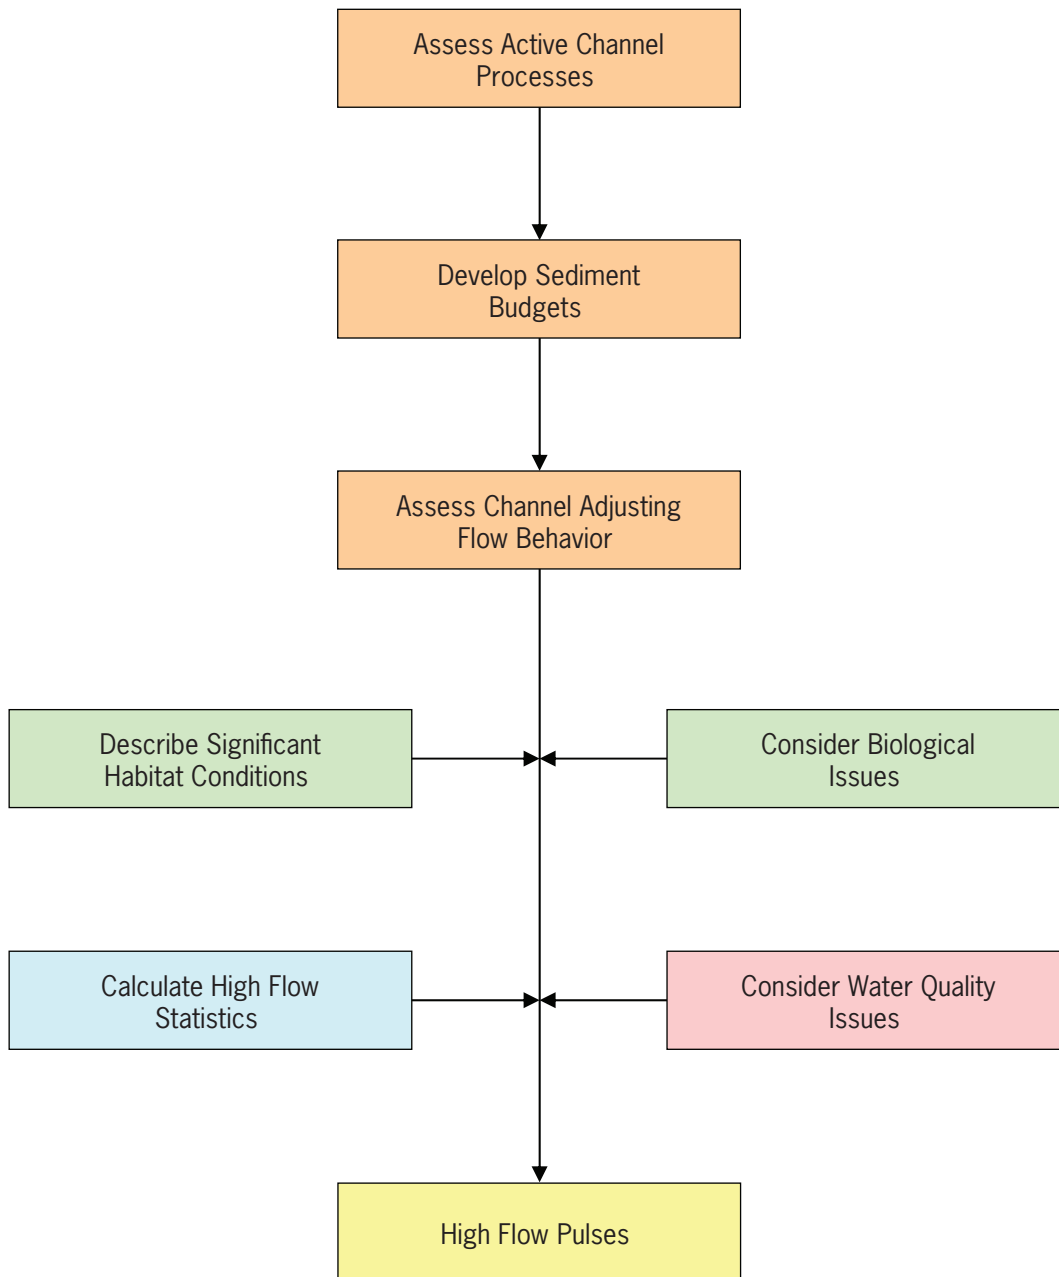 Assess Active Channel
Processes
Develop Sediment
Budgets
Assess Channel Adjusting
Flow Behavior
Describe Significant
Habitat Conditions
Consider Biological
Issues
Calculate High Flow
Statistics
Consider Water Quality
Issues
High Flow Pulses